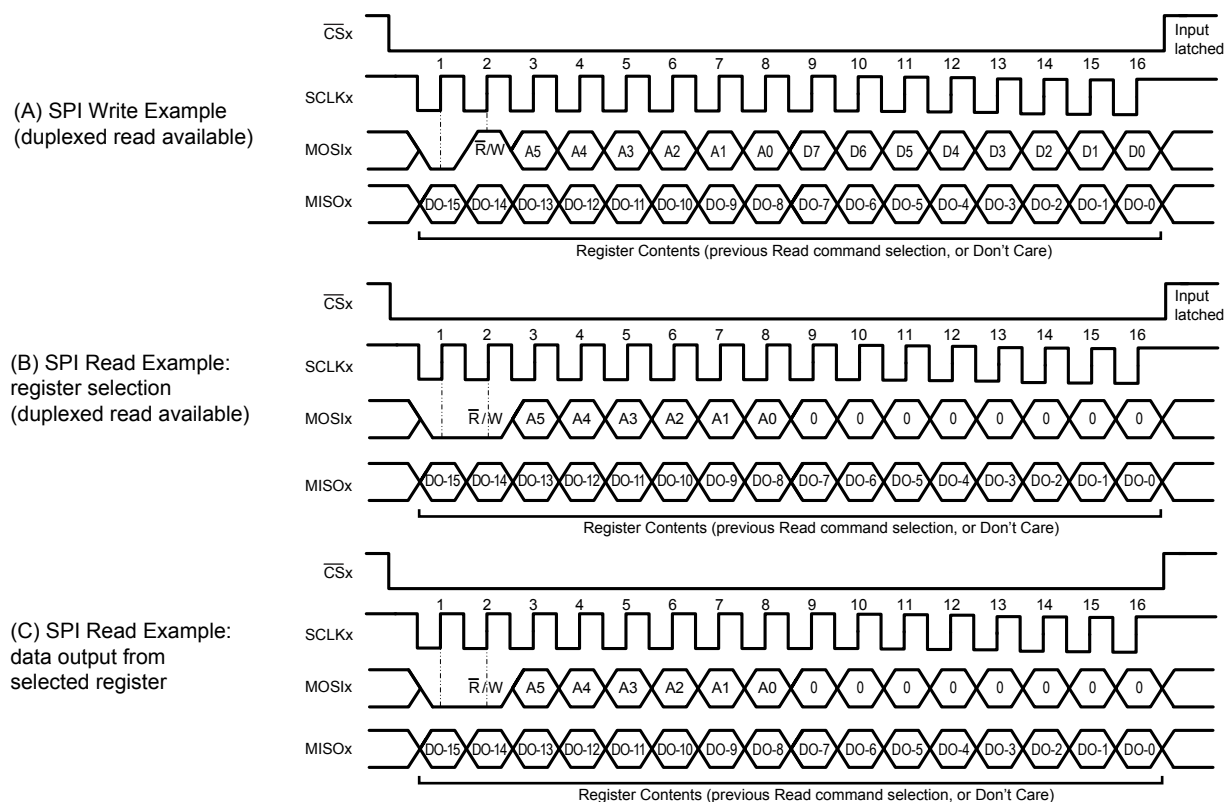 (A) SPI Write Example
(duplexed read available)
CSx
Input
latched
1 2 3 4 5 6 7 8 9 10 11 12 13 14 15 16
SCLKx
MOSIx R/W A5 A4 A3 A2 A1 A0 D7 D6 D5 D4 D3 D2 D1 D0
MISOx DO-15 DO-14 DO-13 DO-12 DO-11 DO-10 DO-9 DO-8 DO-7 DO-6 DO-5 DO-4 DO-3 DO-2 DO-1 DO-0
Register Contents (previous Read command selection, or Don’t Care)
(B) SPI Read Example:
register selection
(duplexed read available)
CSx
Input
latched
1 2 3 4 5 6 7 8 9 10 11 12 13 14 15 16
SCLKx
MOSIx R/W A5 A4 A3 A2 A1 A0 0 0 0 0 0 0 0 0
MISOx DO-15 DO-14 DO-13 DO-12 DO-11 DO-10 DO-9 DO-8 DO-7 DO-6 DO-5 DO-4 DO-3 DO-2 DO-1 DO-0
Register Contents (previous Read command selection, or Don’t Care)
(C) SPI Read Example:
data output from
selected register
CSx
1 2 3 4 5 6 7 8 9 10 11 12 13 14 15 16
SCLKx
MOSIx R/W A5 A4 A3 A2 A1 A0 0 0 0 0 0 0 0 0
MISOx DO-15 DO-14 DO-13 DO-12 DO-11 DO-10 DO-9 DO-8 DO-7 DO-6 DO-5 DO-4 DO-3 DO-2 DO-1 DO-0
Register Contents (previous Read command selection, or Don’t Care)